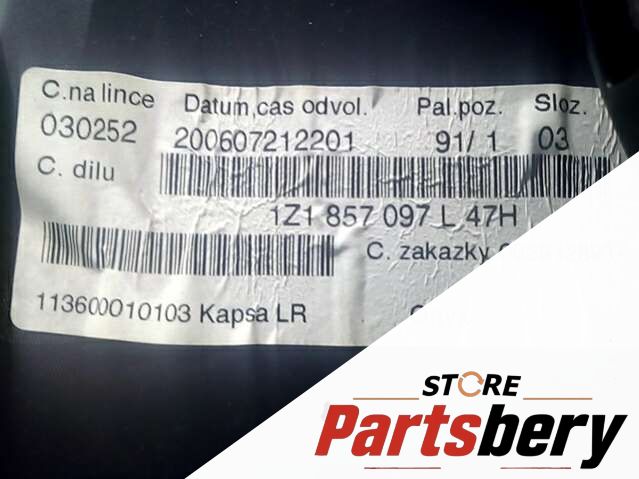 C.na lince Datum,cas odvol. Pal.poz. Sloz.
030252 200607212201 91/ 1 03
C. dilu
1Z1 857 097 L 47H
C. zakazky
113600010103 Kapsa LR
STORE
Partsbery